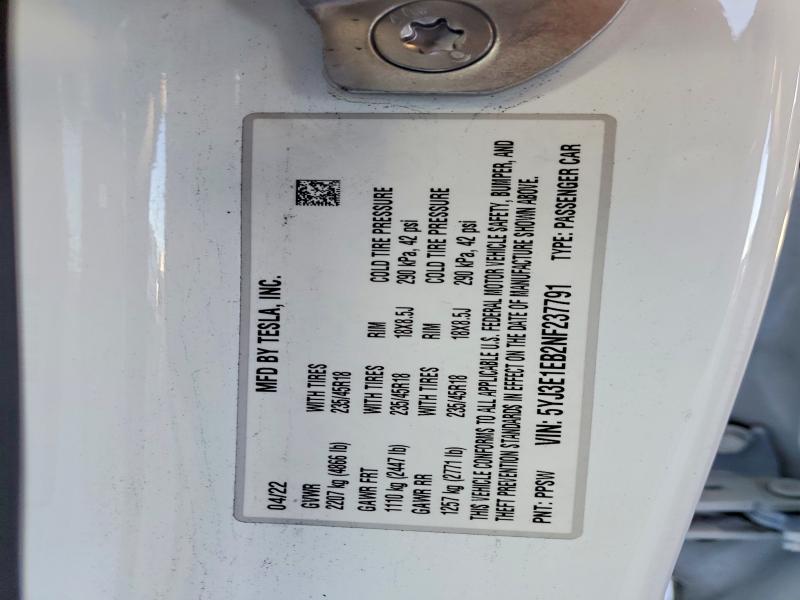 MFD BY TESLA, INC.
04/22
GVWR WITH TIRES RIM COLD TIRE PRESSURE
2207 kg (4866 lb) 235/45R18 18X8.5J 290 kPa, 42 psi
GAWR FRT WITH TIRES RIM COLD TIRE PRESSURE
1110 kg (2447 lb) 235/45R18 18X8.5J 290 kPa, 42 psi
GAWR RR WITH TIRES
1257 kg (2771 lb) 235/45R18
THIS VEHICLE CONFORMS TO ALL APPLICABLE U.S. FEDERAL MOTOR VEHICLE SAFETY, BUMPER, AND
THEFT PREVENTION STANDARDS IN EFFECT ON THE DATE OF MANUFACTURE SHOWN ABOVE.
PNT: PPSW VIN: 5YJ3E1EB2NF237791 TYPE: PASSENGER CAR